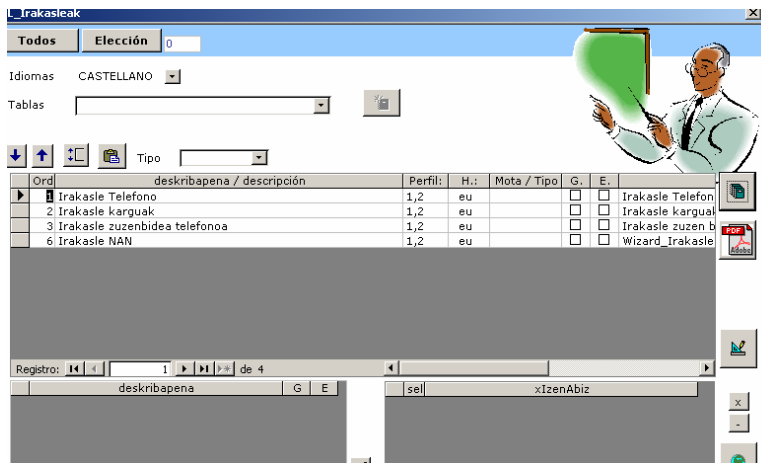 L_Irakasleak
Todos Elección 0
Idiomas CASTELLANO
Tablas
Tipo
Ord deskribapena / descripción Perfil: H.: Mota / Tipo G. E.
1 Irakasle Telefono 1,2 eu Irakasle Telefon
2 Irakasle karguak 1,2 eu Irakasle karguak
3 Irakasle zuzenbidea telefonoa 1,2 eu Irakasle zuzen b
6 Irakasle NAN 1,2 eu Wizard_Irakasle
PDF
Adobe
Registro: 1 de 4
deskribapena G E sel xIzenAbiz
x
-